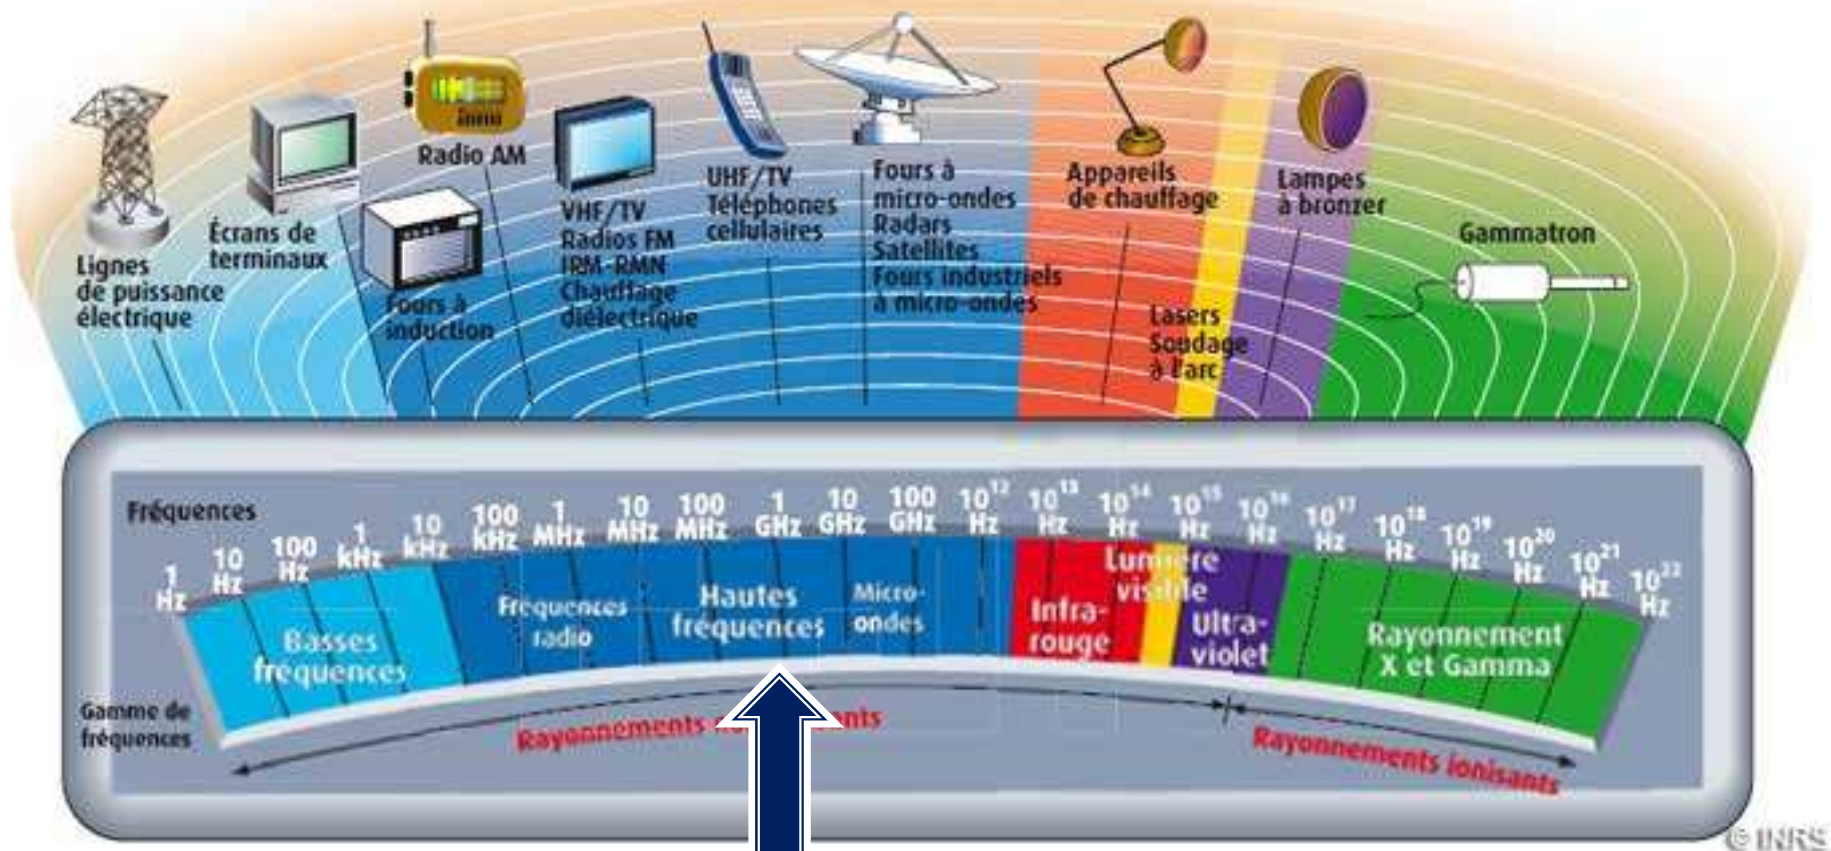 Radio AM
Lignes
de puissance
électrique
Écrans de
terminaux
Fours à
induction
VHF/TV
Radios FM
IRM-RMN
Chauffage
diélectrique
UHF/TV
Téléphones
cellulaires
Fours à
micro-ondes
Radars
Satellites
Fours industriels
à micro-ondes
Appareils
de chauffage
Lasers
Soudage
à l'arc
Lampes
à bronzer
Gammatron
Fréquences
1 Hz
10 Hz
100 Hz
1 kHz
10 kHz
100 kHz
1 MHz
10 MHz
100 MHz
1 GHz
10 GHz
100 GHz
10¹² Hz
10¹³ Hz
10¹⁴ Hz
10¹⁵ Hz
10¹⁶ Hz
10¹⁷ Hz
10¹⁸ Hz
10¹⁹ Hz
10²⁰ Hz
10²¹ Hz
10²² Hz
Basses
fréquences
Fréquences
radio
Hautes
fréquences
Micro-
ondes
Infra-
rouge
Lumière
visible
Ultra-
violet
Rayonnement
X et Gamma
Gamme de
fréquences
Rayonnements
Rayonnements ionisants
© INRS